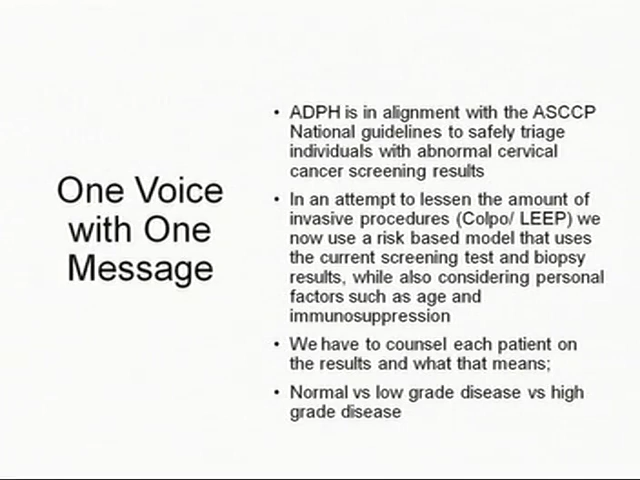 One Voice
with One
Message
• ADPH is in alignment with the ASCCP
National guidelines to safely triage
individuals with abnormal cervical
cancer screening results
• In an attempt to lessen the amount of
invasive procedures (Colpo/ LEEP) we
now use a risk based model that uses
the current screening test and biopsy
results, while also considering personal
factors such as age and
immunosuppression
• We have to counsel each patient on
the results and what that means;
• Normal vs low grade disease vs high
grade disease